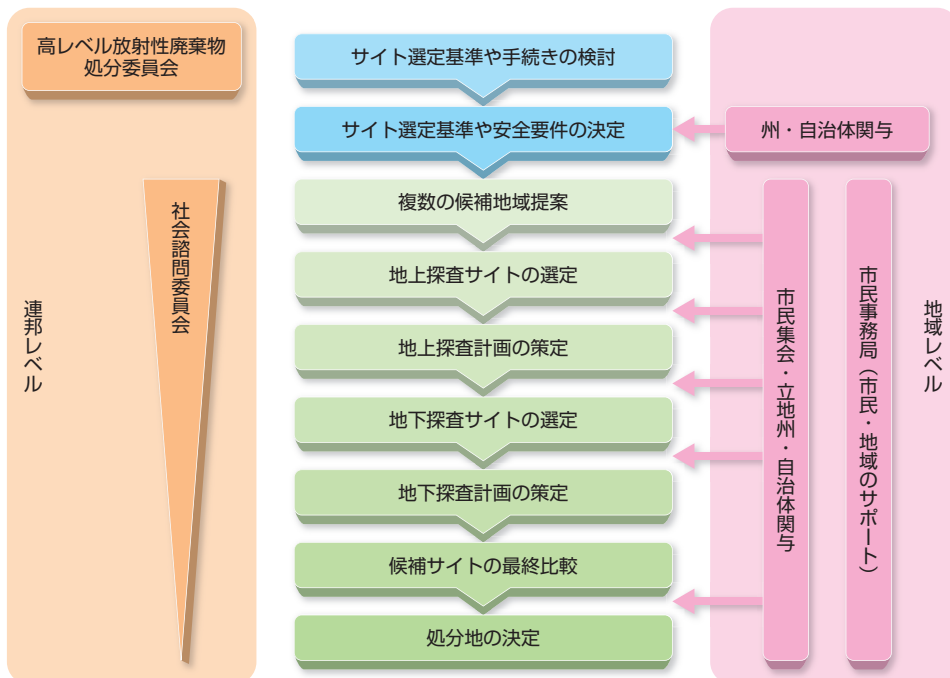 高レベル放射性廃棄物
処分委員会
社会諮問委員会
連邦レベル
サイト選定基準や手続きの検討
サイト選定基準や安全要件の決定
複数の候補地域提案
地上探査サイトの選定
地上探査計画の策定
地下探査サイトの選定
地下探査計画の策定
候補サイトの最終比較
処分地の決定
州・自治体関与
市民集会・立地州・自治体関与
市民事務局（市民・地域のサポート）
地域レベル